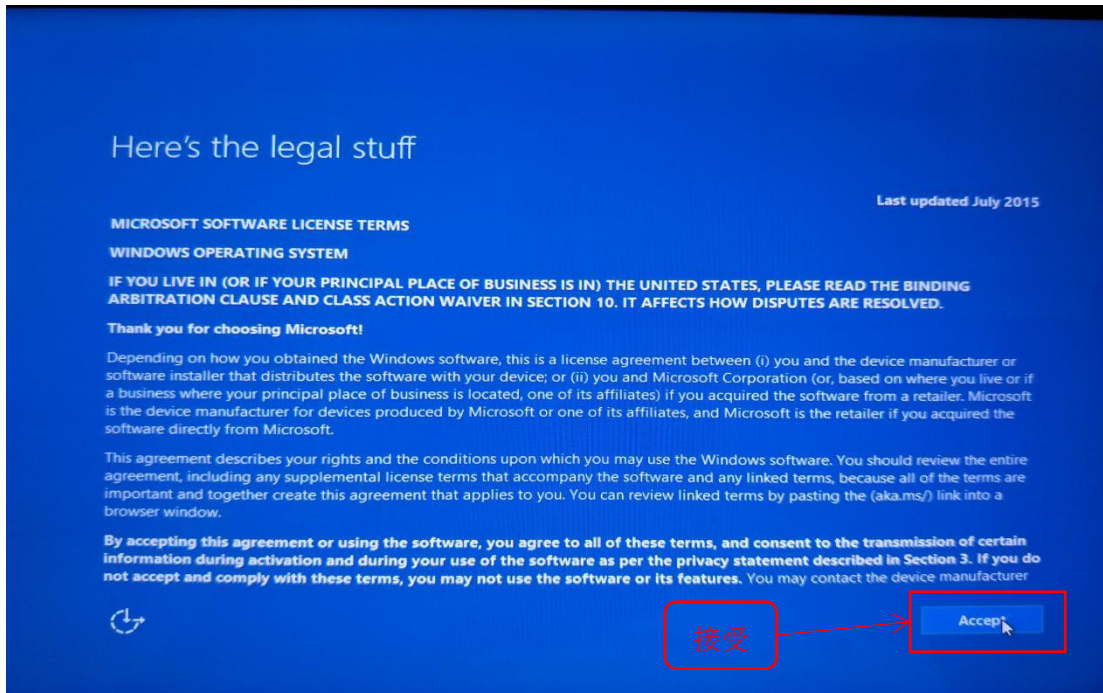 Here's the legal stuff
Last updated July 2015
MICROSOFT SOFTWARE LICENSE TERMS
WINDOWS OPERATING SYSTEM
IF YOU LIVE IN (OR IF YOUR PRINCIPAL PLACE OF BUSINESS IS IN) THE UNITED STATES, PLEASE READ THE BINDING
ARBITRATION CLAUSE AND CLASS ACTION WAIVER IN SECTION 10. IT AFFECTS HOW DISPUTES ARE RESOLVED.
Thank you for choosing Microsoft!
Depending on how you obtained the Windows software, this is a license agreement between (i) you and the device manufacturer or
software installer that distributes the software with your device; or (ii) you and Microsoft Corporation (or, based on where you live or if
a business where your principal place of business is located, one of its affiliates) if you acquired the software from a retailer. Microsoft
is the device manufacturer for devices produced by Microsoft or one of its affiliates, and Microsoft is the retailer if you acquired the
software directly from Microsoft.
This agreement describes your rights and the conditions upon which you may use the Windows software. You should review the entire
agreement, including any supplemental license terms that accompany the software and any linked terms, because all of the terms are
important and together create this agreement that applies to you. You can review linked terms by pasting the (aka.ms/) link into a
browser window.
By accepting this agreement or using the software, you agree to all of these terms, and consent to the transmission of certain
information during activation and during your use of the software as per the privacy statement described in Section 3. If you do
not accept and comply with these terms, you may not use the software or its features. You may contact the device manufacturer
接受
Accept